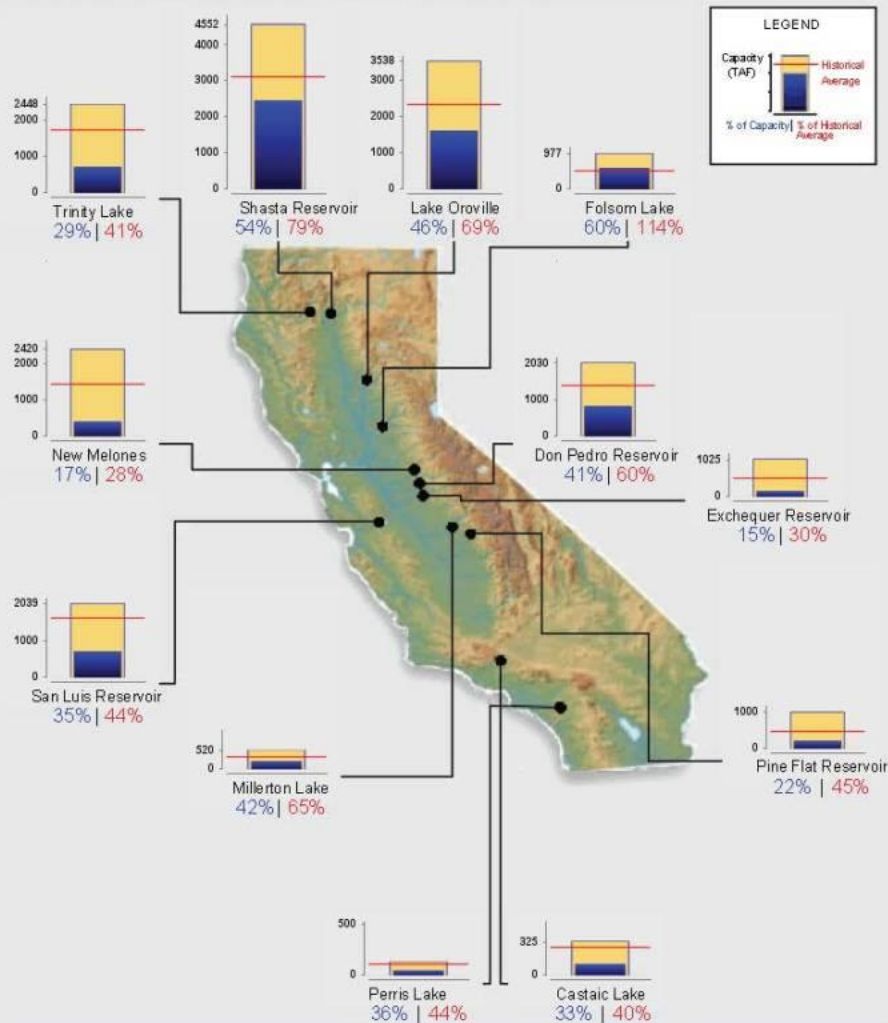 LEGEND
Capacity
(TAF)
Historical
Average
% of Capacity | % of Historical
Average
2448
2000
1000
0
Trinity Lake
29% | 41%
4552
4000
3000
2000
1000
0
Shasta Reservoir
54% | 79%
3538
3000
2000
1000
0
Lake Oroville
46% | 69%
977
0
Folsom Lake
60% | 114%
2420
2000
1000
0
New Melones
17% | 28%
2030
1000
0
Don Pedro Reservoir
41% | 60%
1025
0
Exchequer Reservoir
15% | 30%
2039
1000
0
San Luis Reservoir
35% | 44%
520
0
Millerton Lake
42% | 65%
1000
0
Pine Flat Reservoir
22% | 45%
500
0
Perris Lake
36% | 44%
325
0
Castaic Lake
33% | 40%